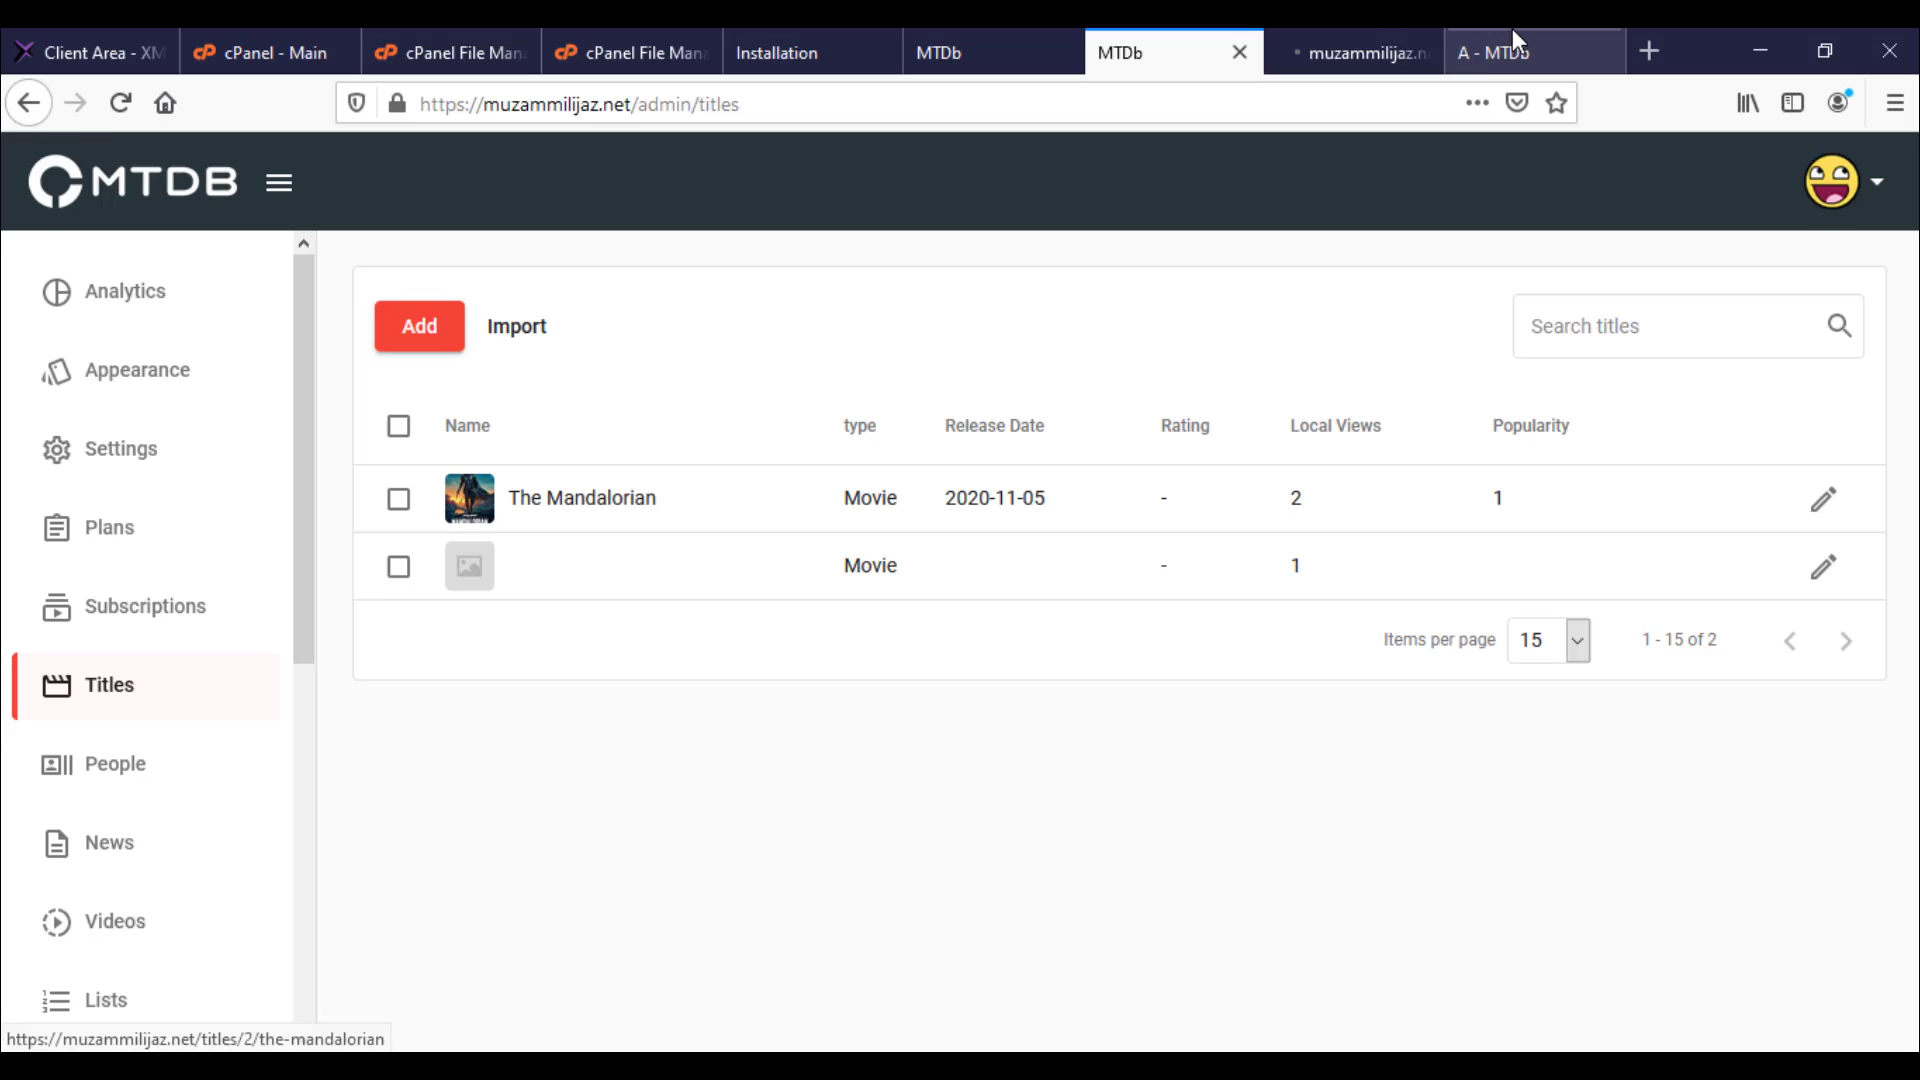 Client Area - XM
cPanel - Main
cPanel File Man
cPanel File Mana
Installation
MTDb
MTDb
muzammilijaz.n
A - MTDb
https://muzammilijaz.net/admin/titles
MTDB
Analytics
Appearance
Settings
Plans
Subscriptions
Titles
People
News
Videos
Lists
Add
Import
Search titles
Name type Release Date Rating Local Views Popularity
The Mandalorian Movie 2020-11-05 - 2 1
Movie - 1
Items per page 15 1 - 15 of 2
https://muzammilijaz.net/titles/2/the-mandalorian